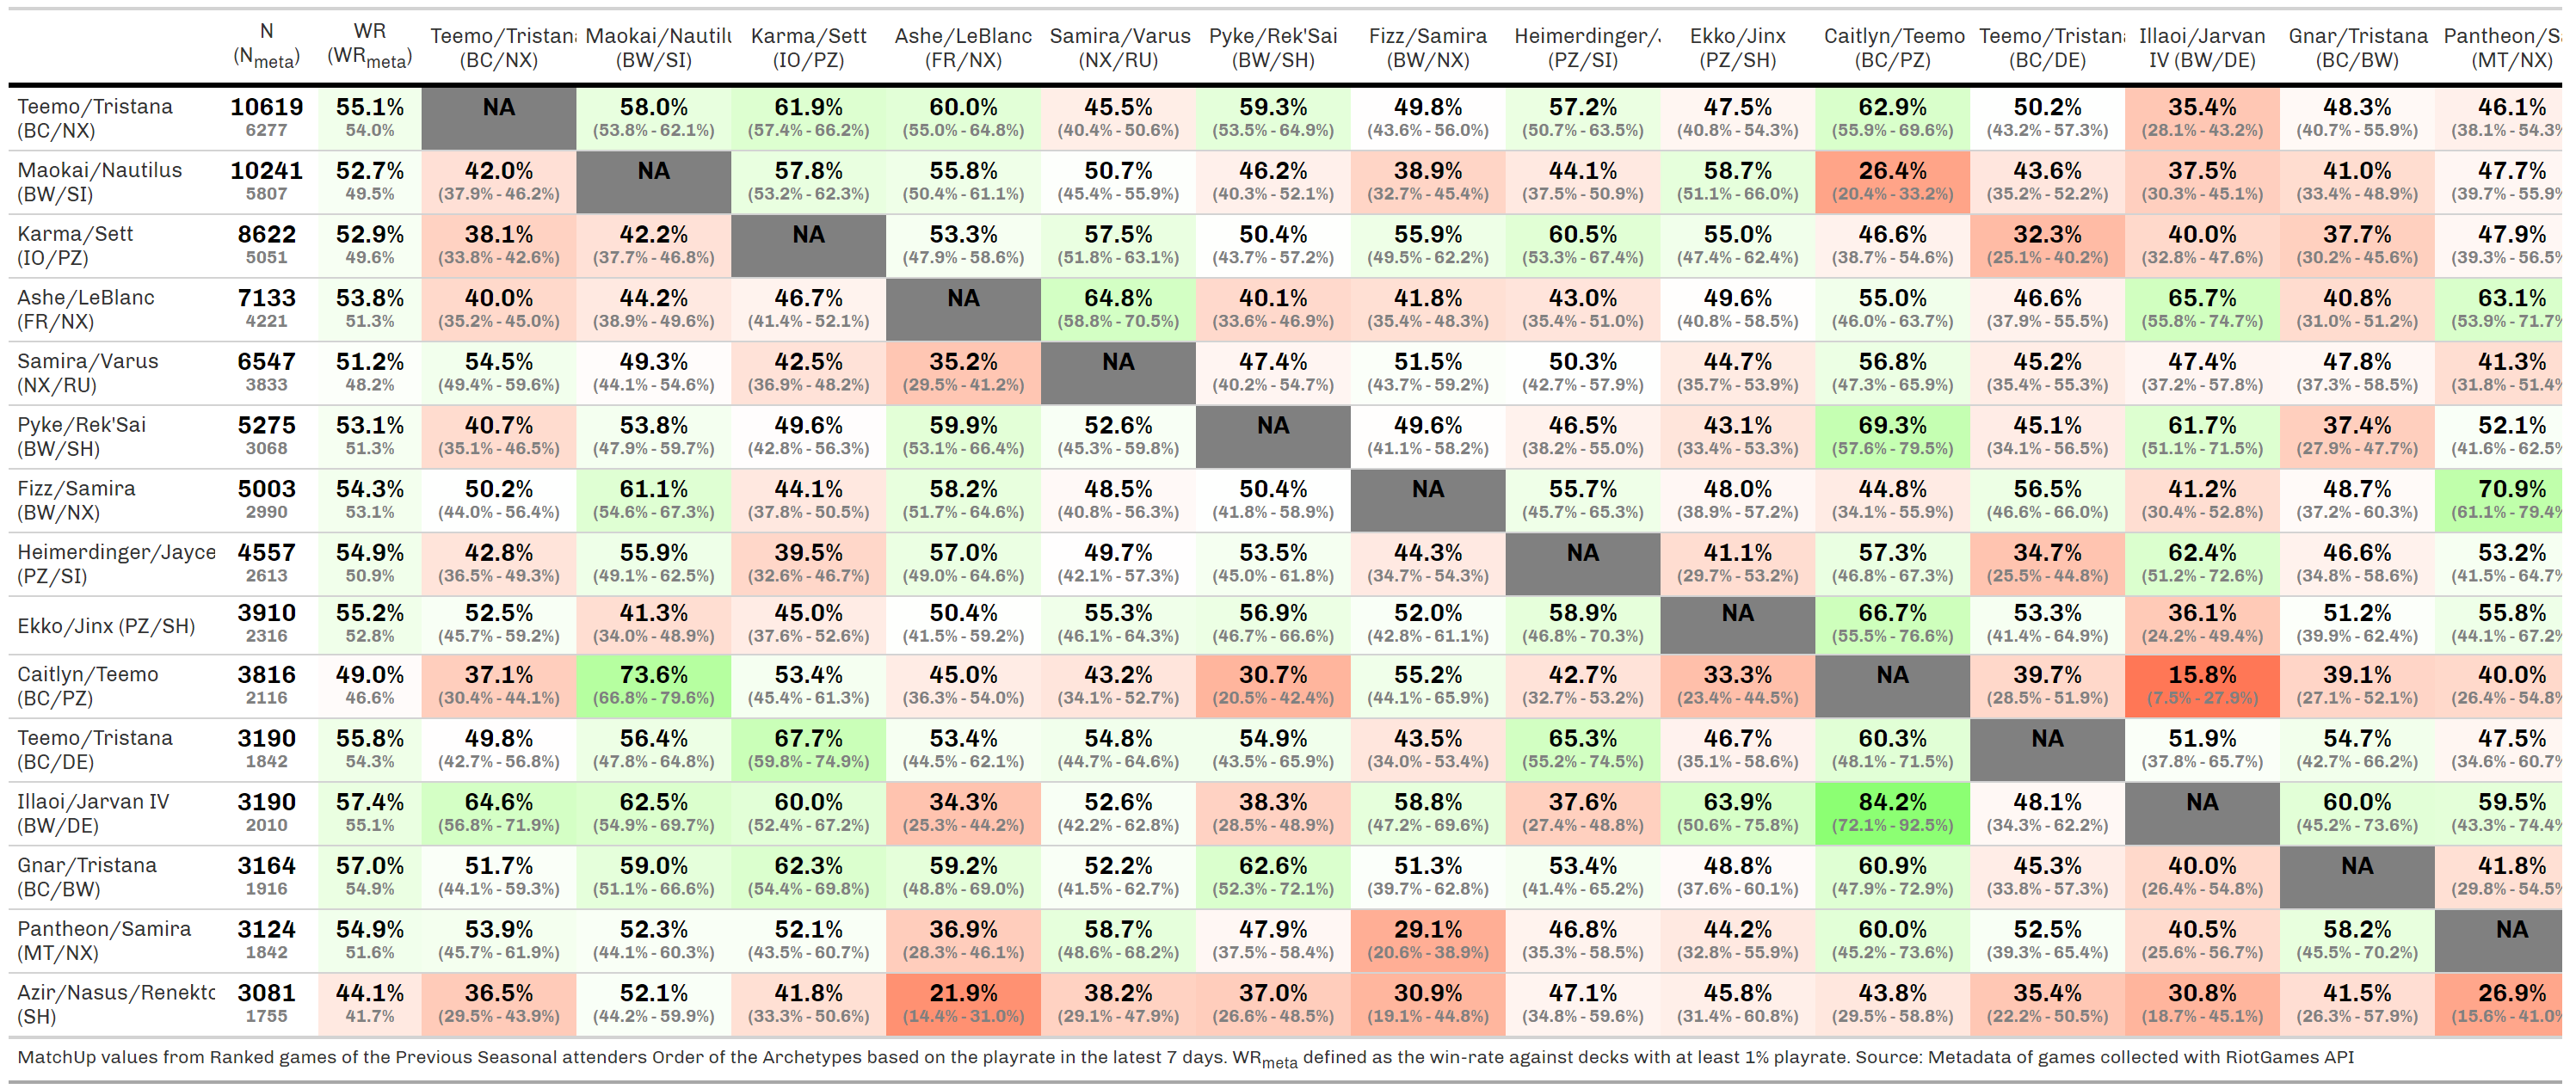 N WR Teemo/Tristana Maokai/Nautilu Karma/Sett Ashe/LeBlanc Samira/Varus Pyke/Rek'Sai Fizz/Samira Heimerdinger/ Ekko/Jinx Caitlyn/Teemo Teemo/Tristana Illaoi/Jarvan Gnar/Tristana Pantheon/S
(Nmeta) (WRmeta) (BC/NX) (BW/SI) (IO/PZ) (FR/NX) (NX/RU) (BW/SH) (BW/NX) (PZ/SI) (PZ/SH) (BC/PZ) (BC/DE) IV (BW/DE) (BC/BW) (MT/NX)
Teemo/Tristana 10619 55.1% NA 58.0% 61.9% 60.0% 45.5% 59.3% 49.8% 57.2% 47.5% 62.9% 50.2% 35.4% 48.3% 46.1%
(BC/NX) 6277 54.0% (53.8% - 62.1%) (57.4% - 66.2%) (55.0% - 64.8%) (40.4% - 50.6%) (53.5% - 64.9%) (43.6% - 56.0%) (50.7% - 63.5%) (40.8% - 54.3%) (55.9% - 69.6%) (43.2% - 57.3%) (28.1% - 43.2%) (40.7% - 55.9%) (38.1% - 54.3%
Maokai/Nautilus 10241 52.7% 42.0% NA 57.8% 55.8% 50.7% 46.2% 38.9% 44.1% 58.7% 26.4% 43.6% 37.5% 41.0% 47.7%
(BW/SI) 5807 49.5% (37.9% - 46.2%) (53.2% - 62.3%) (50.4% - 61.1%) (45.4% - 55.9%) (40.3% - 52.1%) (32.7% - 45.4%) (37.5% - 50.9%) (51.1% - 66.0%) (20.4% - 33.2%) (35.2% - 52.2%) (30.3% - 45.1%) (33.4% - 48.9%) (39.7% - 55.9%
Karma/Sett 8622 52.9% 38.1% 42.2% NA 53.3% 57.5% 50.4% 55.9% 60.5% 55.0% 46.6% 32.3% 40.0% 37.7% 47.9%
(IO/PZ) 5051 49.6% (33.8% - 42.6%) (37.7% - 46.8%) (47.9% - 58.6%) (51.8% - 63.1%) (43.7% - 57.2%) (49.5% - 62.2%) (53.3% - 67.4%) (47.4% - 62.4%) (38.7% - 54.6%) (25.1% - 40.2%) (32.8% - 47.6%) (30.2% - 45.6%) (39.3% - 56.5%
Ashe/LeBlanc 7133 53.8% 40.0% 44.2% 46.7% NA 64.8% 40.1% 41.8% 43.0% 49.6% 55.0% 46.6% 65.7% 40.8% 63.1%
(FR/NX) 4221 51.3% (35.2% - 45.0%) (38.9% - 49.6%) (41.4% - 52.1%) (58.8% - 70.5%) (33.6% - 46.9%) (35.4% - 48.3%) (35.4% - 51.0%) (40.8% - 58.5%) (46.0% - 63.7%) (37.9% - 55.5%) (55.8% - 74.7%) (31.0% - 51.2%) (53.9% - 71.7%
Samira/Varus 6547 51.2% 54.5% 49.3% 42.5% 35.2% NA 47.4% 51.5% 50.3% 44.7% 56.8% 45.2% 47.4% 47.8% 41.3%
(NX/RU) 3833 48.2% (49.4% - 59.6%) (44.1% - 54.6%) (36.9% - 48.2%) (29.5% - 41.2%) (40.2% - 54.7%) (43.7% - 59.2%) (42.7% - 57.9%) (35.7% - 53.9%) (47.3% - 65.9%) (35.4% - 55.3%) (37.2% - 57.8%) (37.3% - 58.5%) (31.8% - 51.4%
Pyke/Rek'Sai 5275 53.1% 40.7% 53.8% 49.6% 59.9% 52.6% NA 49.6% 46.5% 43.1% 69.3% 45.1% 61.7% 37.4% 52.1%
(BW/SH) 3068 51.3% (35.1% - 46.5%) (47.9% - 59.7%) (42.8% - 56.3%) (53.1% - 66.4%) (45.3% - 59.8%) (41.1% - 58.2%) (38.2% - 55.0%) (33.4% - 53.3%) (57.6% - 79.5%) (34.1% - 56.5%) (51.1% - 71.5%) (27.9% - 47.7%) (41.6% - 62.5%
Fizz/Samira 5003 54.3% 50.2% 61.1% 44.1% 58.2% 48.5% 50.4% NA 55.7% 48.0% 44.8% 56.5% 41.2% 48.7% 70.9%
(BW/NX) 2990 53.1% (44.0% - 56.4%) (54.6% - 67.3%) (37.8% - 50.5%) (51.7% - 64.6%) (40.8% - 56.3%) (41.8% - 58.9%) (45.7% - 65.3%) (38.9% - 57.2%) (34.1% - 55.9%) (46.6% - 66.0%) (30.4% - 52.8%) (37.2% - 60.3%) (61.1% - 79.4%
Heimerdinger/Jayce 4557 54.9% 42.8% 55.9% 39.5% 57.0% 49.7% 53.5% 44.3% NA 41.1% 57.3% 34.7% 62.4% 46.6% 53.2%
(PZ/SI) 2613 50.9% (36.5% - 49.3%) (49.1% - 62.5%) (32.6% - 46.7%) (49.0% - 64.6%) (42.1% - 57.3%) (45.0% - 61.8%) (34.7% - 54.3%) (29.7% - 53.2%) (46.8% - 67.3%) (25.5% - 44.8%) (51.2% - 72.6%) (34.8% - 58.6%) (41.5% - 64.7%
Ekko/Jinx (PZ/SH) 3910 55.2% 52.5% 41.3% 45.0% 50.4% 55.3% 56.9% 52.0% 58.9% NA 66.7% 53.3% 36.1% 51.2% 55.8%
2316 52.8% (45.7% - 59.2%) (34.0% - 48.9%) (37.6% - 52.6%) (41.5% - 59.2%) (46.1% - 64.3%) (46.7% - 66.6%) (42.8% - 61.1%) (46.8% - 70.3%) (55.5% - 76.6%) (41.4% - 64.9%) (24.2% - 49.4%) (39.9% - 62.4%) (44.1% - 67.2%
Caitlyn/Teemo 3816 49.0% 37.1% 73.6% 53.4% 45.0% 43.2% 30.7% 55.2% 42.7% 33.3% NA 39.7% 15.8% 39.1% 40.0%
(BC/PZ) 2116 46.6% (30.4% - 44.1%) (66.8% - 79.6%) (45.4% - 61.3%) (36.3% - 54.0%) (34.1% - 52.7%) (20.5% - 42.4%) (44.1% - 65.9%) (32.7% - 53.2%) (23.4% - 44.5%) (28.5% - 51.9%) (7.5% - 27.9%) (27.1% - 52.1%) (26.4% - 54.8%
Teemo/Tristana 3190 55.8% 49.8% 56.4% 67.7% 53.4% 54.8% 54.9% 43.5% 65.3% 46.7% 60.3% NA 51.9% 54.7% 47.5%
(BC/DE) 1842 54.3% (42.7% - 56.8%) (47.8% - 64.8%) (59.8% - 74.9%) (44.5% - 62.1%) (44.7% - 64.6%) (43.5% - 65.9%) (34.0% - 53.4%) (55.2% - 74.5%) (35.1% - 58.6%) (48.1% - 71.5%) (37.8% - 65.7%) (42.7% - 66.2%) (34.6% - 60.7%
Illaoi/Jarvan IV 3190 57.4% 64.6% 62.5% 60.0% 34.3% 52.6% 38.3% 58.8% 37.6% 63.9% 84.2% 48.1% NA 60.0% 59.5%
(BW/DE) 2010 55.1% (56.8% - 71.9%) (54.9% - 69.7%) (52.4% - 67.2%) (25.3% - 44.2%) (42.2% - 62.8%) (28.5% - 48.9%) (47.2% - 69.6%) (27.4% - 48.8%) (50.6% - 75.8%) (72.1% - 92.5%) (34.3% - 62.2%) (45.2% - 73.6%) (43.3% - 74.4%
Gnar/Tristana 3164 57.0% 51.7% 59.0% 62.3% 59.2% 52.2% 62.6% 51.3% 53.4% 48.8% 60.9% 45.3% 40.0% NA 41.8%
(BC/BW) 1916 54.9% (44.1% - 59.3%) (51.1% - 66.6%) (54.4% - 69.8%) (48.8% - 69.0%) (41.5% - 62.7%) (52.3% - 72.1%) (39.7% - 62.8%) (41.4% - 65.2%) (37.6% - 60.1%) (47.9% - 72.9%) (33.8% - 57.3%) (26.4% - 54.8%) (29.8% - 54.5%
Pantheon/Samira 3124 54.9% 53.9% 52.3% 52.1% 36.9% 58.7% 47.9% 29.1% 46.8% 44.2% 60.0% 52.5% 40.5% 58.2% NA
(MT/NX) 1842 51.6% (45.7% - 61.9%) (44.1% - 60.3%) (43.5% - 60.7%) (28.3% - 46.1%) (48.6% - 68.2%) (37.5% - 58.4%) (20.6% - 38.9%) (35.3% - 58.5%) (32.8% - 55.9%) (45.2% - 73.6%) (39.3% - 65.4%) (25.6% - 56.7%) (45.5% - 70.2%)
Azir/Nasus/Renekto 3081 44.1% 36.5% 52.1% 41.8% 21.9% 38.2% 37.0% 30.9% 47.1% 45.8% 43.8% 35.4% 30.8% 41.5% 26.9%
(SH) 1755 41.7% (29.5% - 43.9%) (44.2% - 59.9%) (33.3% - 50.6%) (14.4% - 31.0%) (29.1% - 47.9%) (26.6% - 48.5%) (19.1% - 44.8%) (34.8% - 59.6%) (31.4% - 60.8%) (29.5% - 58.8%) (22.2% - 50.5%) (18.7% - 45.1%) (26.3% - 57.9%) (15.6% - 41.0%
MatchUp values from Ranked games of the Previous Seasonal attenders Order of the Archetypes based on the playrate in the latest 7 days. WRmeta defined as the win-rate against decks with at least 1% playrate. Source: Metadata of games collected with RiotGames API